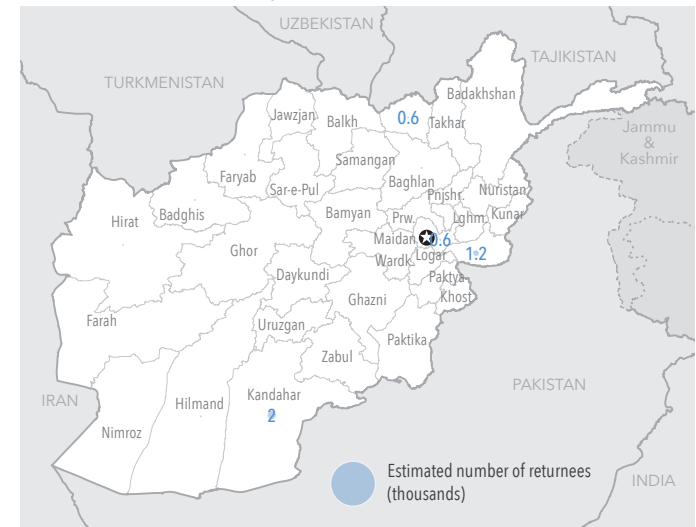 UZBEKISTAN
TAJIKISTAN
TURKMENISTAN
Badakhshan
Jawzjan
Balkh
0.6
Takhar
Jammu
&
Kashmir
Samangan
Faryab
Baghlan
Sar-e-Pul
Pnjshr.
Nuristan
Hirat
Badghis
Bamyan
Prw.
Lghm.
Kunar
Maidan
0.6
Ghor
Wardk.
Logar
1.2
Daykundi
Paktya
Ghazni
Khost
Farah
Uruzgan
Paktika
Zabul
PAKISTAN
IRAN
Hilmand
Kandahar
2
Nimroz
Estimated number of returnees
(thousands)
INDIA